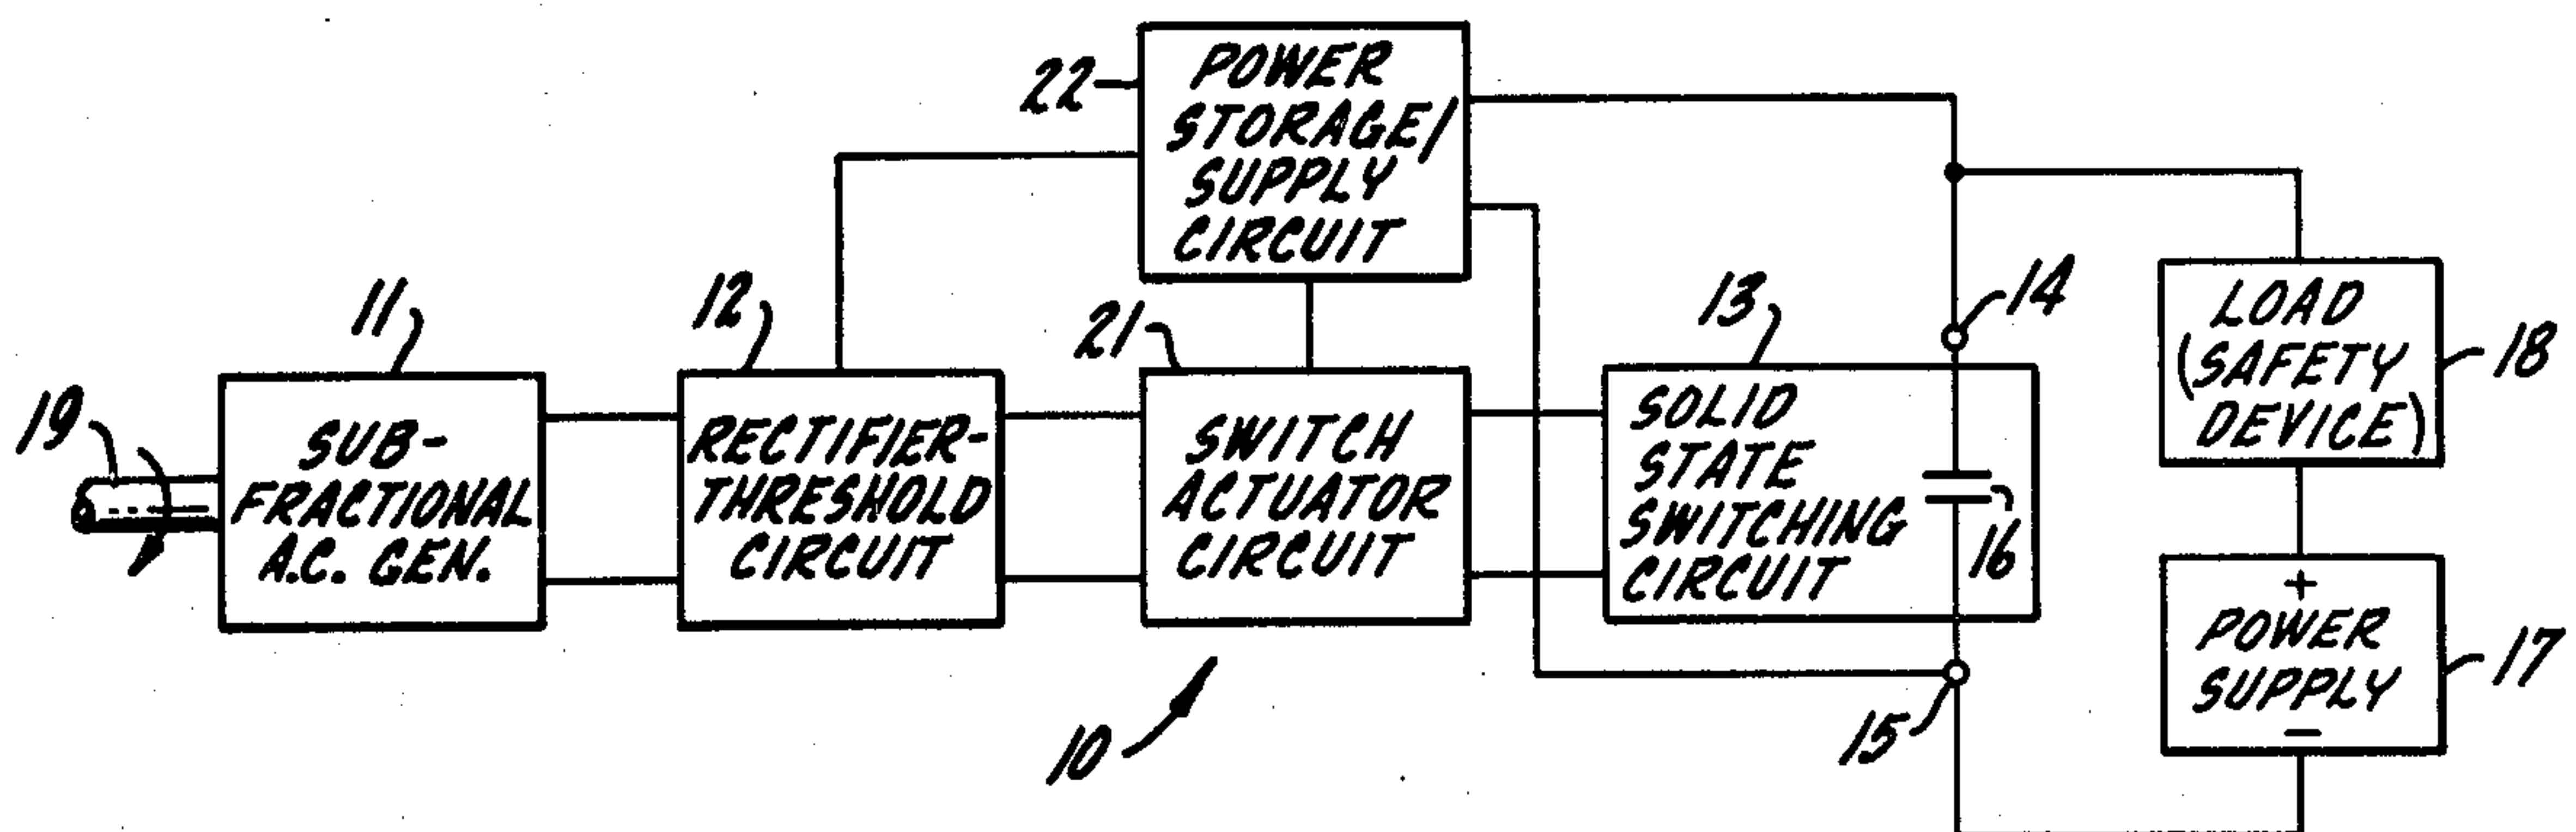 22
POWER
STORAGE/
SUPPLY
CIRCUIT
11
12
21
13
14
19
SUB-
FRACTIONAL
A.C. GEN.
RECTIFIER-
THRESHOLD
CIRCUIT
SWITCH
ACTUATOR
CIRCUIT
SOLID
STATE
SWITCHING
CIRCUIT
16
LOAD
(SAFETY
DEVICE)
18
+
POWER
SUPPLY
−
17
10
15